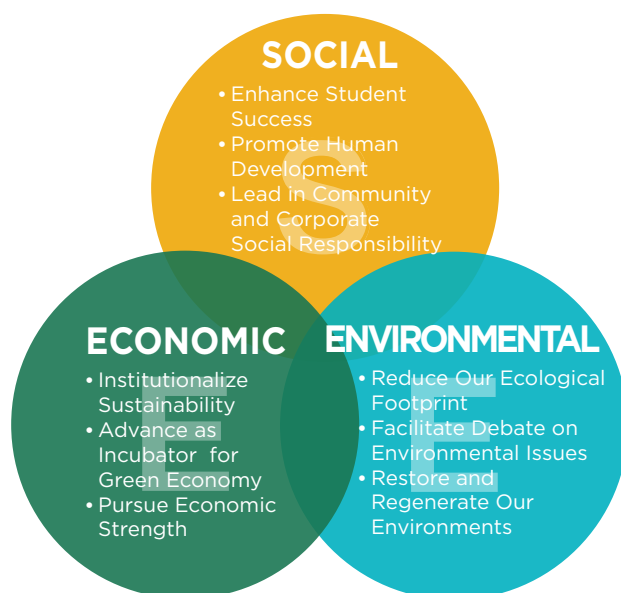 SOCIAL
• Enhance Student
Success
• Promote Human
Development
• Lead in Community
and Corporate
Social Responsibility
S
ECONOMIC
• Institutionalize
Sustainability
• Advance as
Incubator for
Green Economy
• Pursue Economic
Strength
E
ENVIRONMENTAL
• Reduce Our Ecological
Footprint
• Facilitate Debate on
Environmental Issues
• Restore and
Regenerate Our
Environments
E